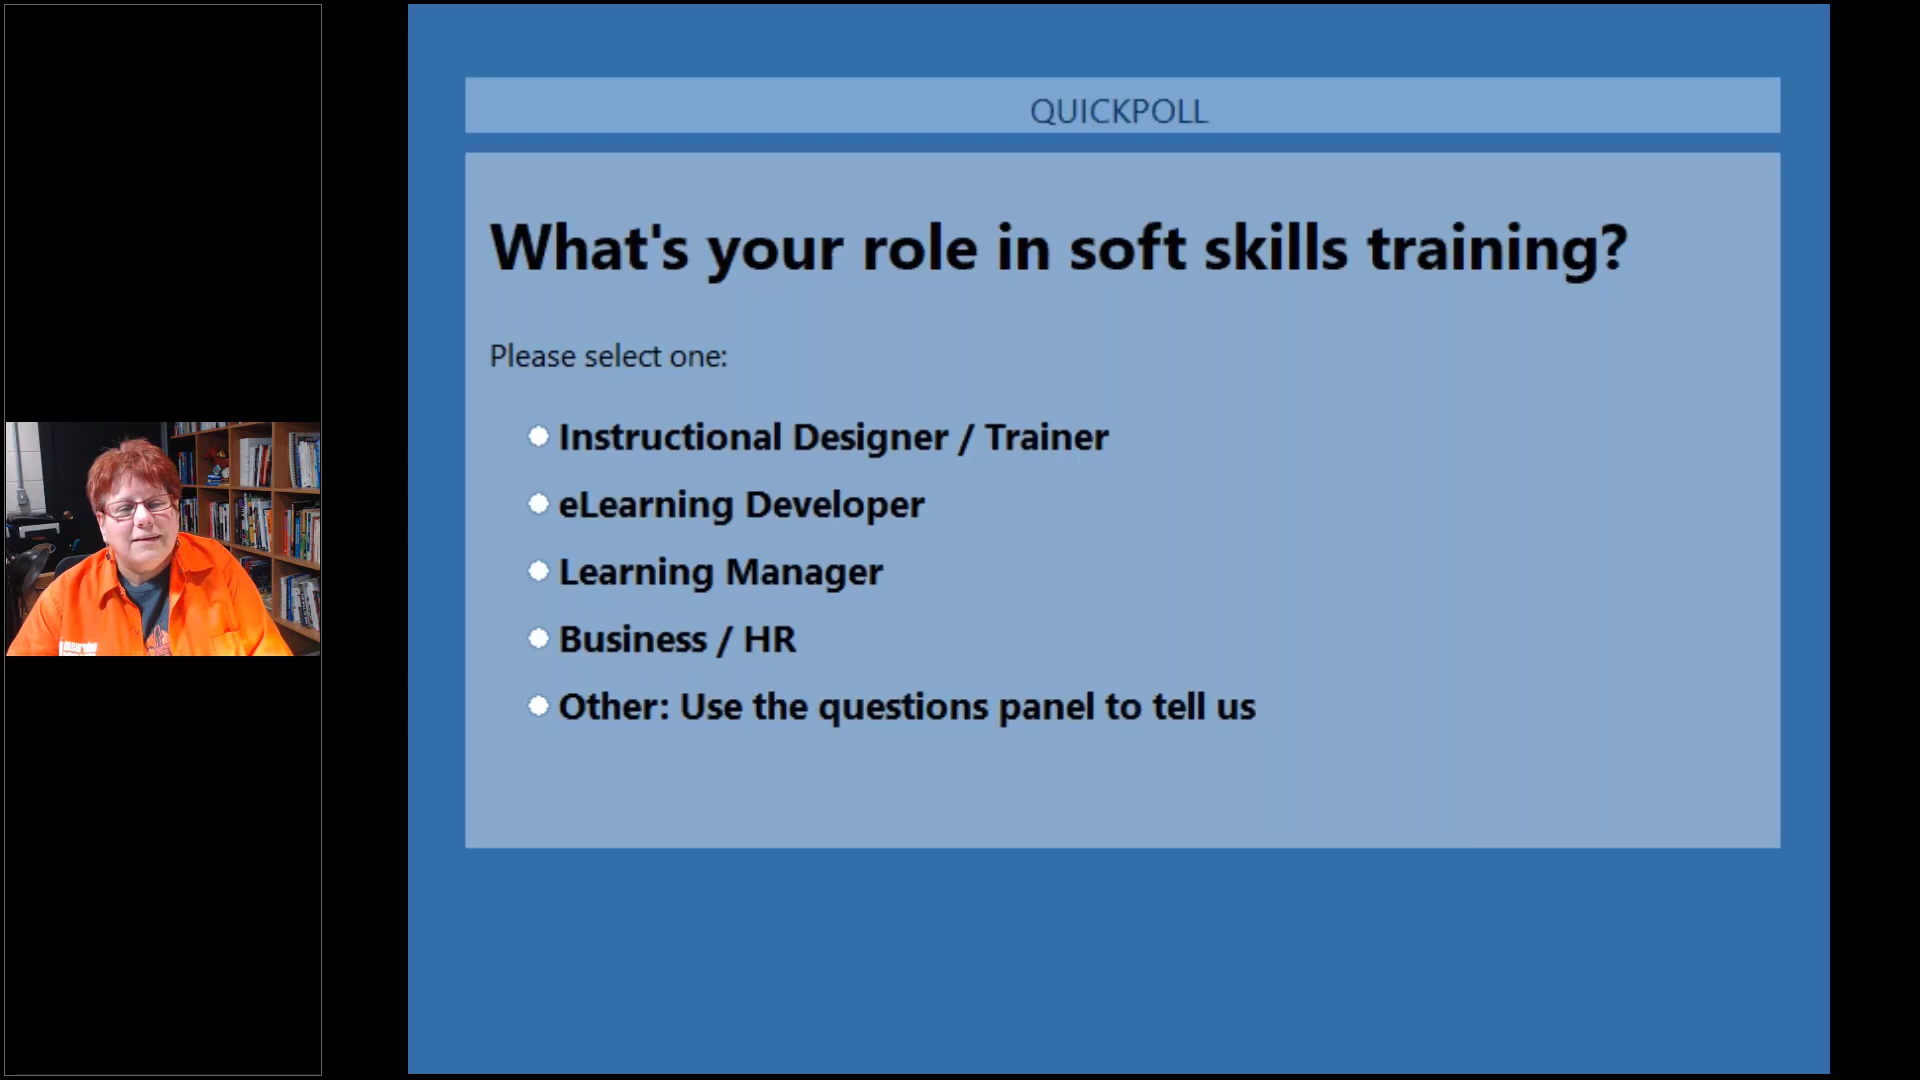 QUICKPOLL
What's your role in soft skills training?
Please select one:
Instructional Designer / Trainer
eLearning Developer
Learning Manager
Business / HR
Other: Use the questions panel to tell us